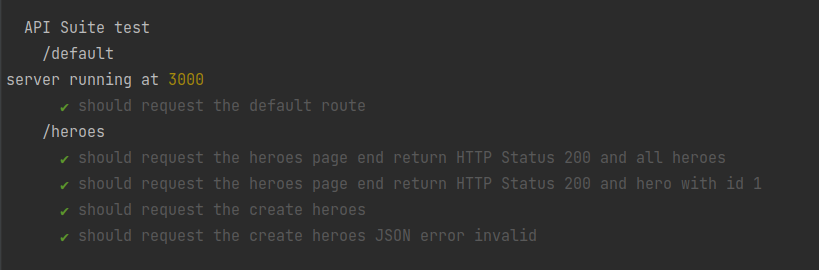 API Suite test
/default
server running at 3000
✔ should request the default route
/heroes
✔ should request the heroes page end return HTTP Status 200 and all heroes
✔ should request the heroes page end return HTTP Status 200 and hero with id 1
✔ should request the create heroes
✔ should request the create heroes JSON error invalid